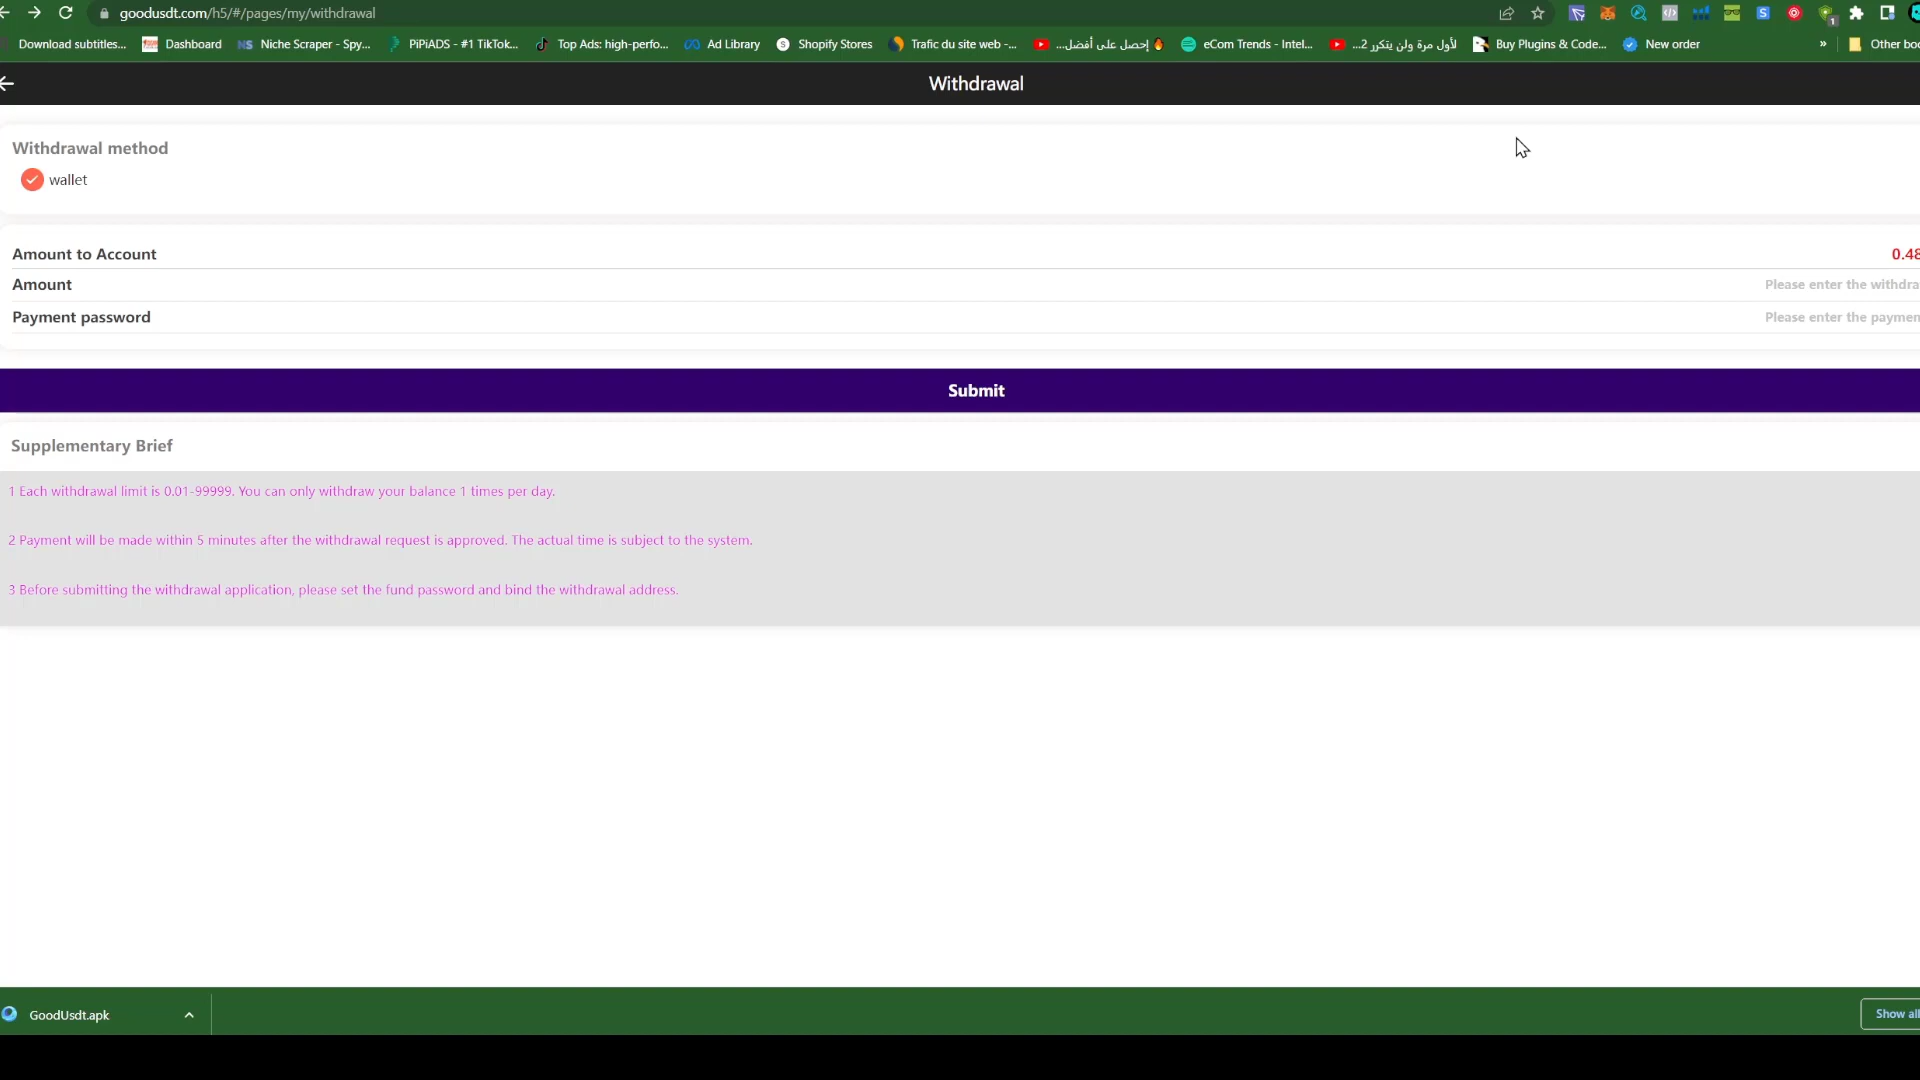 goodusdt.com/h5/#/pages/my/withdrawal
Download subtitles... Dashboard NS Niche Scraper - Spy... PiPiADS - #1 TikTok... Top Ads: high-perfo... Ad Library Shopify Stores Trafic du site web -... إحصل على أفضل... eCom Trends - Intel... لأول مرة ولن يتكرر 2... Buy Plugins & Code... New order » Other boo
Withdrawal
Withdrawal method
wallet
Amount to Account 0.48
Amount Please enter the withdra
Payment password Please enter the paymen
Submit
Supplementary Brief
1 Each withdrawal limit is 0.01-99999. You can only withdraw your balance 1 times per day.
2 Payment will be made within 5 minutes after the withdrawal request is approved. The actual time is subject to the system.
3 Before submitting the withdrawal application, please set the fund password and bind the withdrawal address.
GoodUsdt.apk Show all